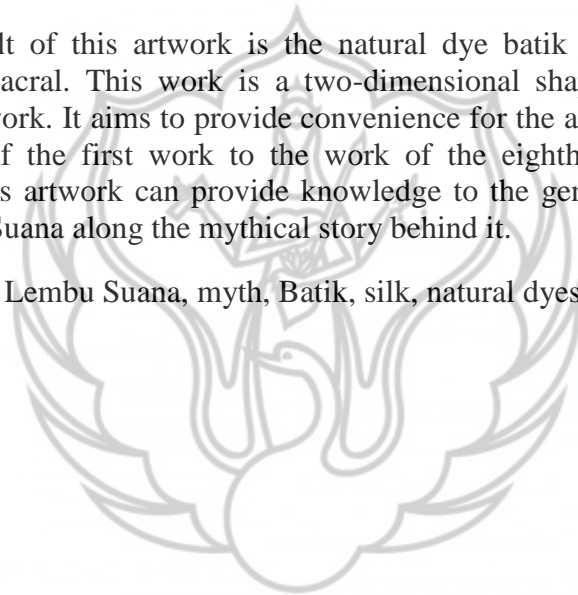 lt of this artwork is the natural dye batik
acral. This work is a two-dimensional sha
work. It aims to provide convenience for the a
f the first work to the work of the eighth
s artwork can provide knowledge to the gen
Suana along the mythical story behind it.
Lembu Suana, myth, Batik, silk, natural dyes